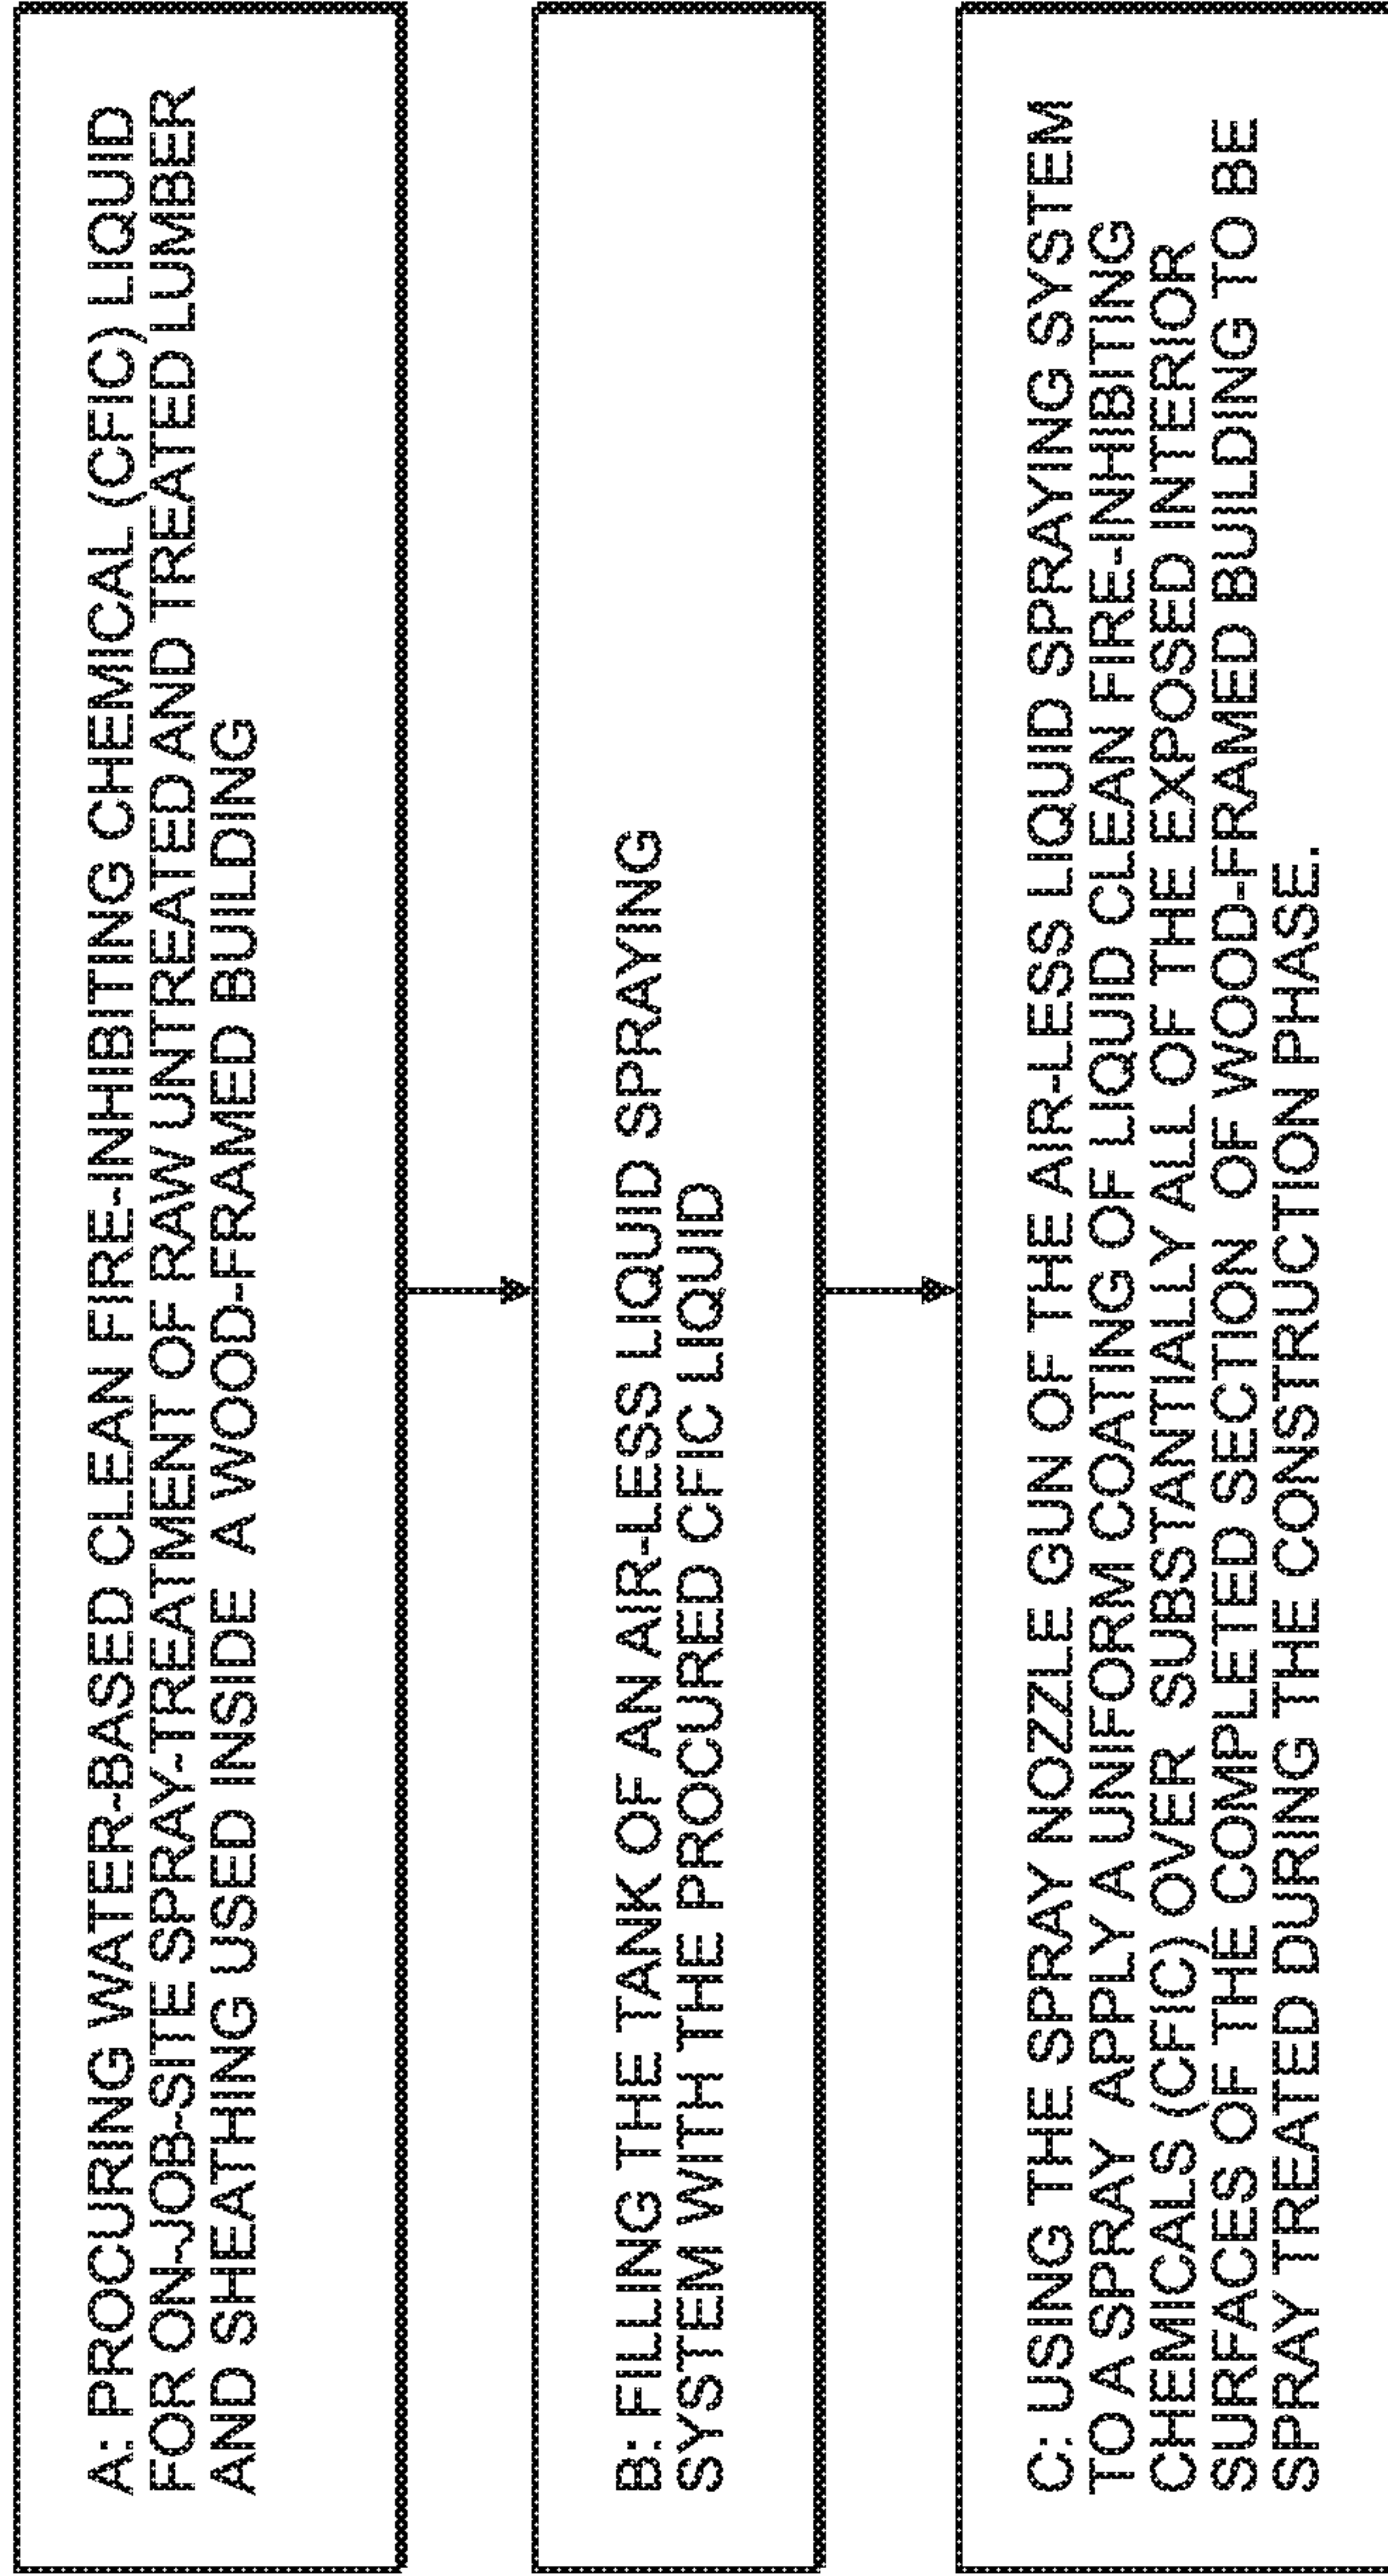 A: PROCURING WATER-BASED CLEAN FIRE-INHIBITING CHEMICAL (CFIC) LIQUID
FOR ON-JOB-SITE SPRAY-TREATMENT OF RAW UNTREATED AND TREATED LUMBER
AND SHEATHING USED INSIDE A WOOD-FRAMED BUILDING
B: FILLING THE TANK OF AN AIR-LESS LIQUID SPRAYING
SYSTEM WITH THE PROCURED CFIC LIQUID
C: USING THE SPRAY NOZZLE GUN OF THE AIR-LESS LIQUID SPRAYING SYSTEM
TO A SPRAY APPLY A UNIFORM COATING OF LIQUID CLEAN FIRE-INHIBITING
CHEMICALS (CFIC) OVER SUBSTANTIALLY ALL OF THE EXPOSED INTERIOR
SURFACES OF THE COMPLETED SECTION OF WOOD-FRAMED BUILDING TO BE
SPRAY TREATED DURING THE CONSTRUCTION PHASE.